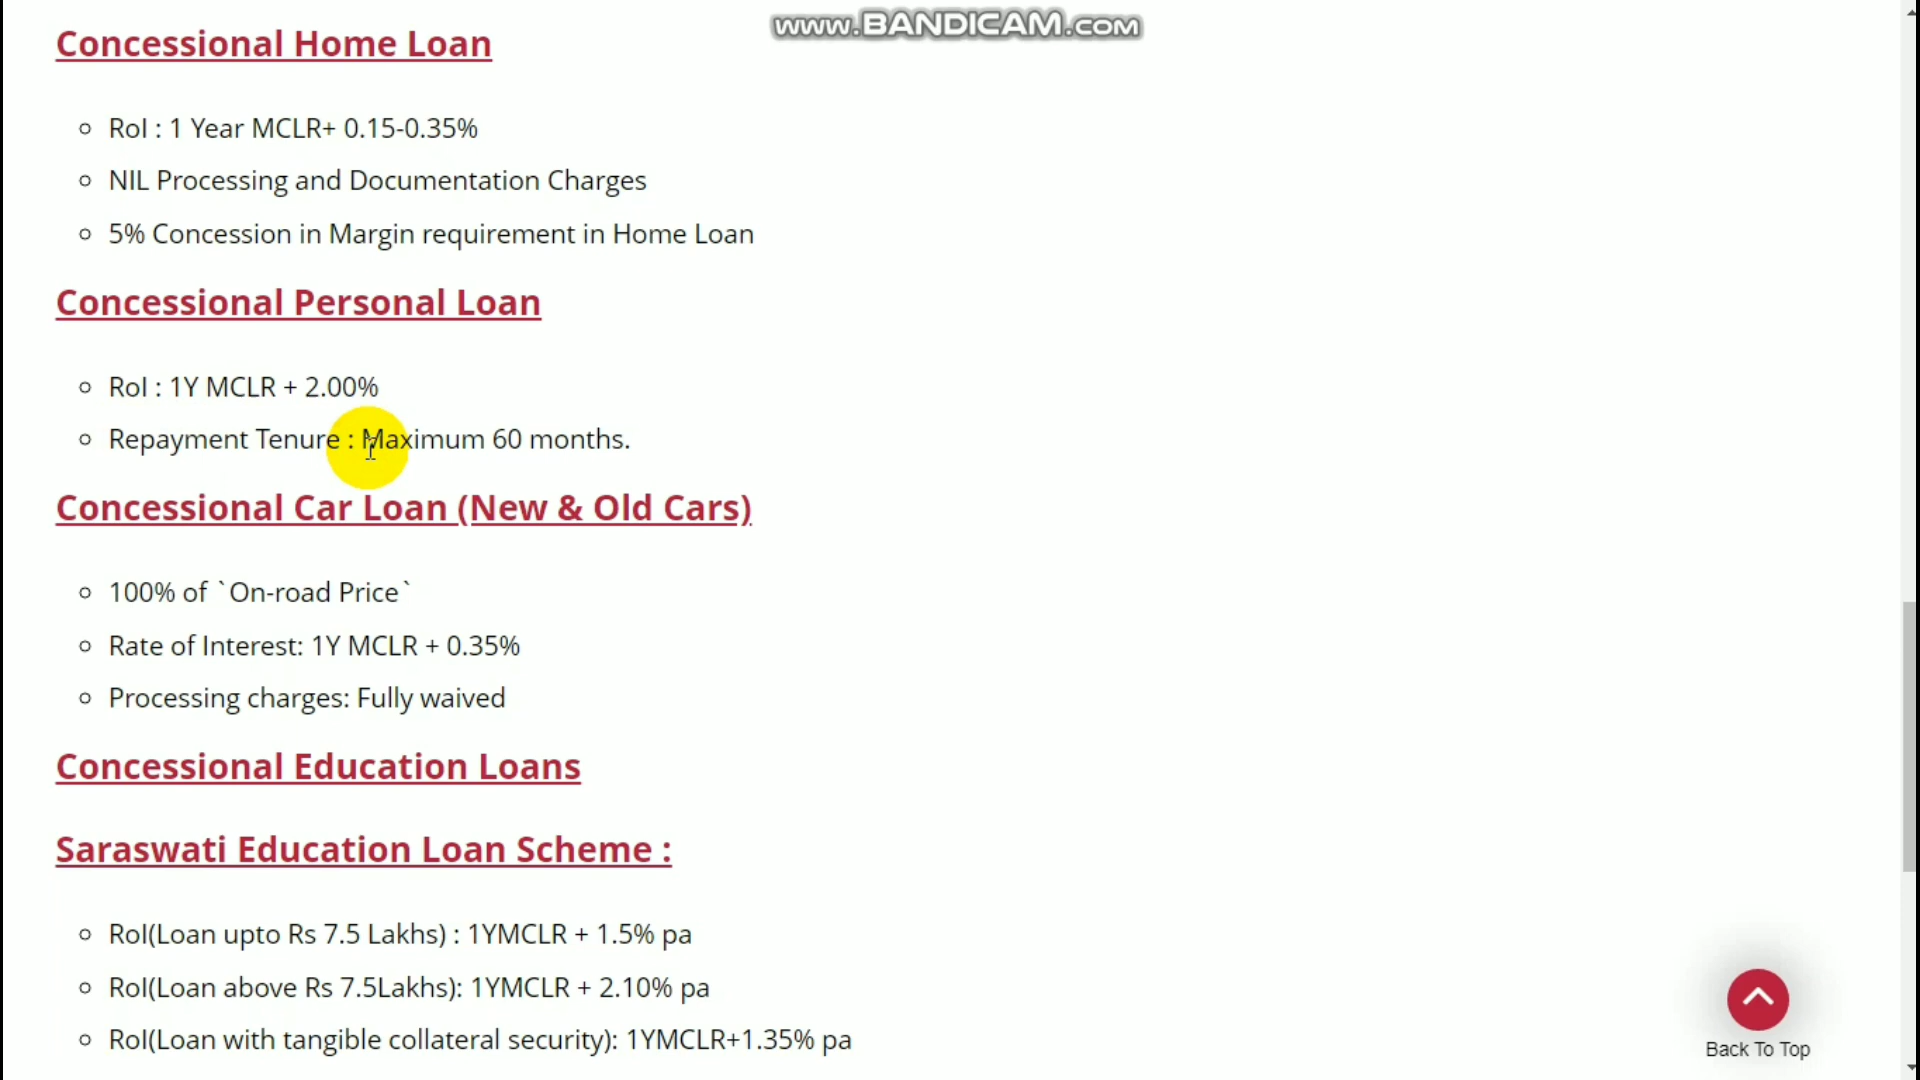 www.BANDICAM.com
Concessional Home Loan
RoI : 1 Year MCLR+ 0.15-0.35%
NIL Processing and Documentation Charges
5% Concession in Margin requirement in Home Loan
Concessional Personal Loan
RoI : 1Y MCLR + 2.00%
Repayment Tenure : Maximum 60 months.
Concessional Car Loan (New & Old Cars)
100% of `On-road Price`
Rate of Interest: 1Y MCLR + 0.35%
Processing charges: Fully waived
Concessional Education Loans
Saraswati Education Loan Scheme :
RoI(Loan upto Rs 7.5 Lakhs) : 1YMCLR + 1.5% pa
RoI(Loan above Rs 7.5Lakhs): 1YMCLR + 2.10% pa
RoI(Loan with tangible collateral security): 1YMCLR+1.35% pa
Back To Top